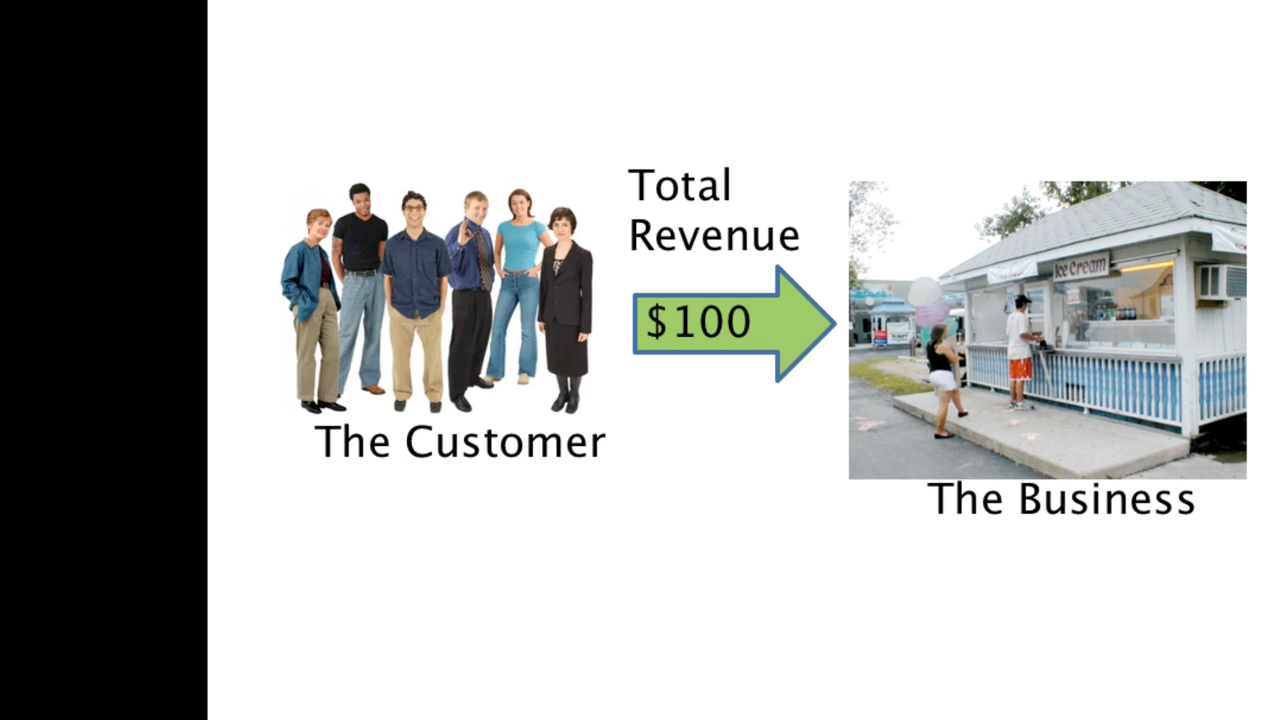 Total
Revenue
$100
Ice Cream
The Customer
The Business